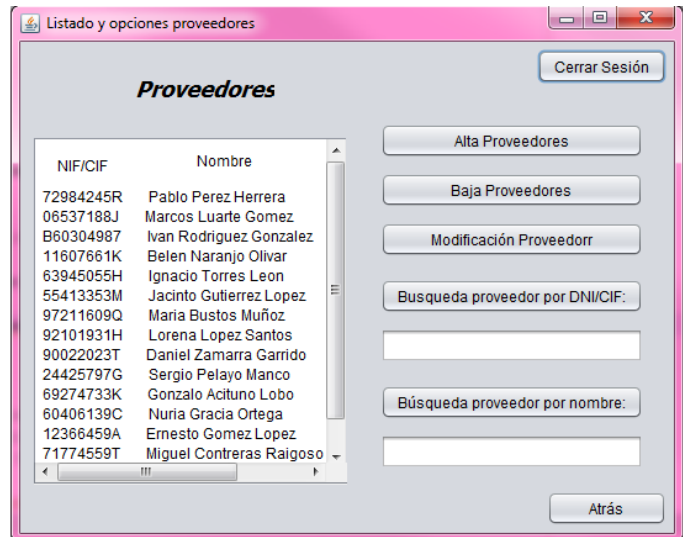 Listado y opciones proveedores
Cerrar Sesión
Proveedores
NIF/CIF Nombre
72984245R Pablo Perez Herrera
06537188J Marcos Luarte Gomez
B60304987 Ivan Rodriguez Gonzalez
11607661K Belen Naranjo Olivar
63945055H Ignacio Torres Leon
55413353M Jacinto Gutierrez Lopez
97211609Q Maria Bustos Muñoz
92101931H Lorena Lopez Santos
90022023T Daniel Zamarra Garrido
24425797G Sergio Pelayo Manco
69274733K Gonzalo Acituno Lobo
60406139C Nuria Gracia Ortega
12366459A Ernesto Gomez Lopez
71774559T Miguel Contreras Raigoso
Alta Proveedores
Baja Proveedores
Modificación Proveedorr
Busqueda proveedor por DNI/CIF:
Búsqueda proveedor por nombre:
Atrás